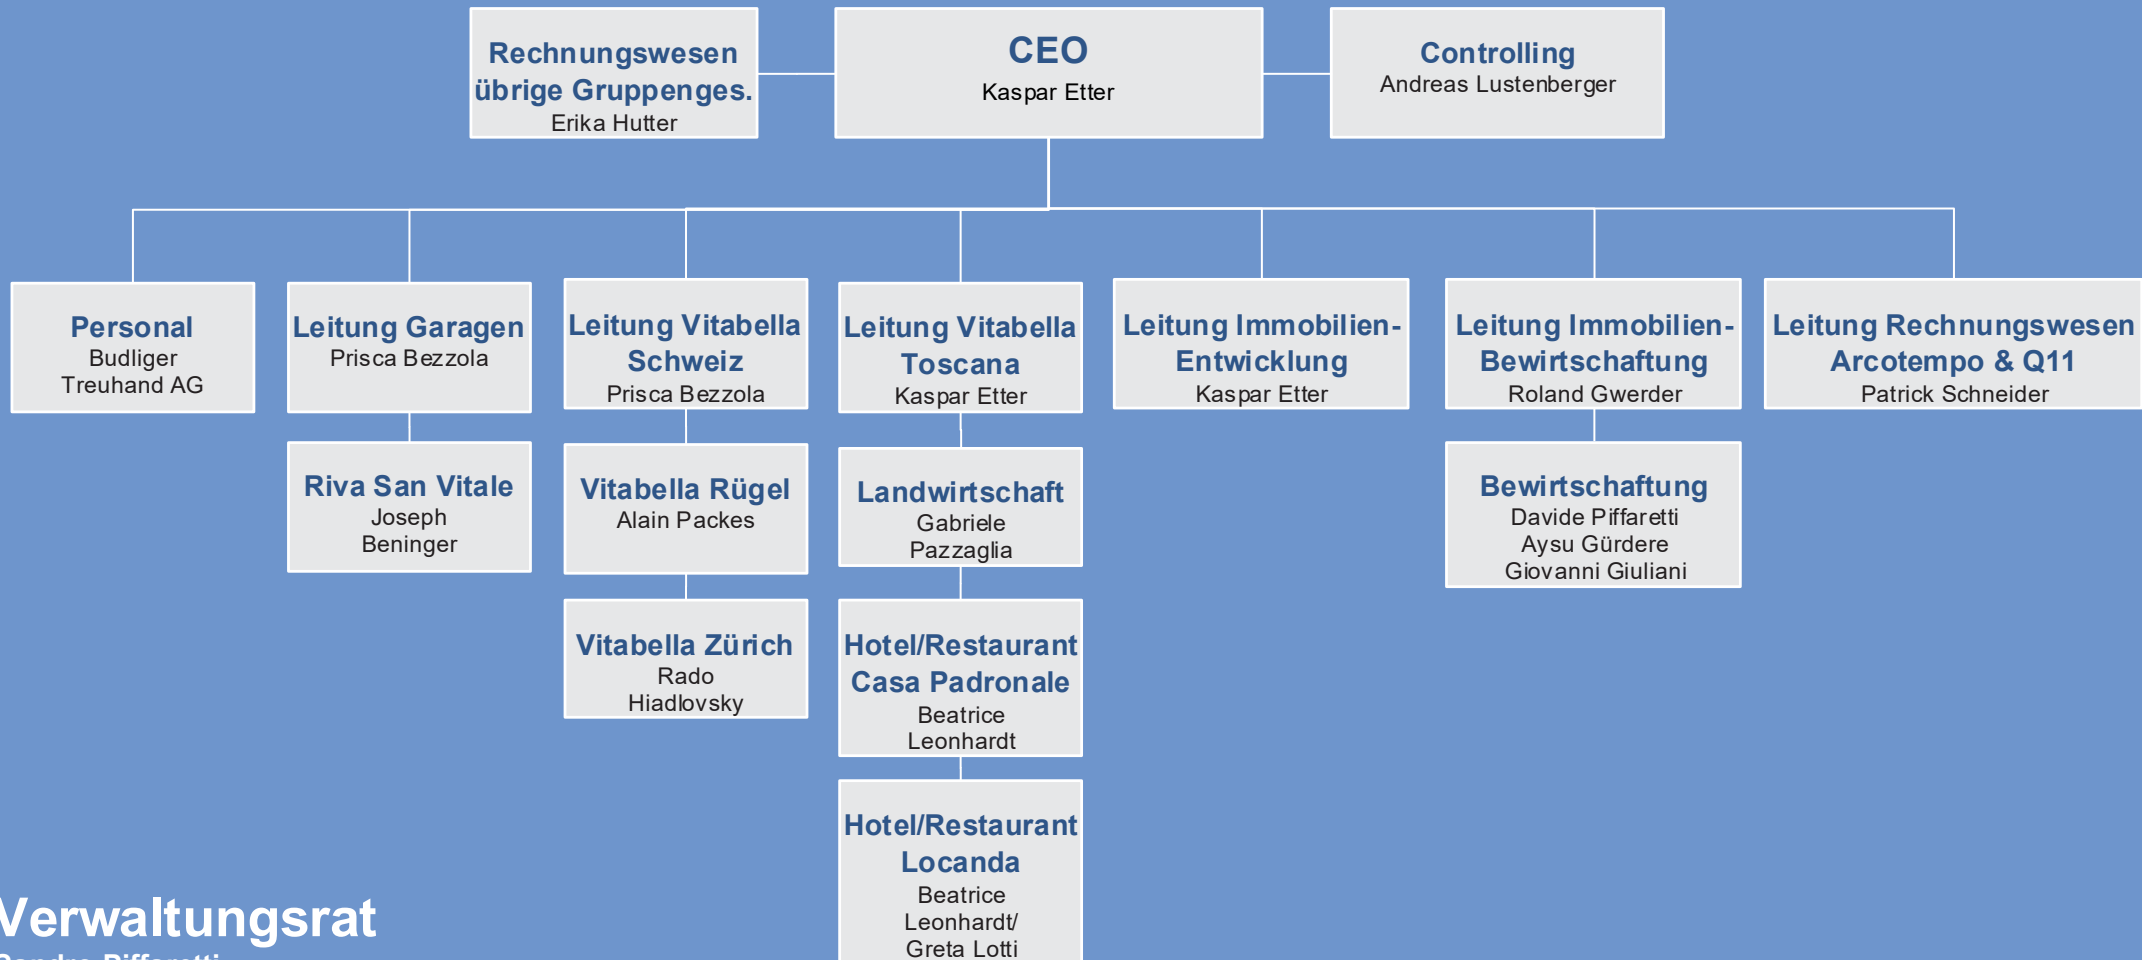 Rechnungswesen
übrige Gruppenges.
Erika Hutter
CEO
Kaspar Etter
Controlling
Andreas Lustenberger
Personal
Budliger
Treuhand AG
Leitung Garagen
Prisca Bezzola
Leitung Vitabella
Schweiz
Prisca Bezzola
Leitung Vitabella
Toscana
Kaspar Etter
Leitung Immobilien-
Entwicklung
Kaspar Etter
Leitung Immobilien-
Bewirtschaftung
Roland Gwerder
Leitung Rechnungswesen
Arcotempo & Q11
Patrick Schneider
Riva San Vitale
Joseph
Beninger
Vitabella Rügel
Alain Packes
Landwirtschaft
Gabriele
Pazzaglia
Bewirtschaftung
Davide Piffaretti
Aysu Gürdere
Giovanni Giuliani
Vitabella Zürich
Rado
Hiadlovsky
Hotel/Restaurant
Casa Padronale
Beatrice
Leonhardt
Hotel/Restaurant
Locanda
Beatrice
Leonhardt/
Greta Lotti
Verwaltungsrat